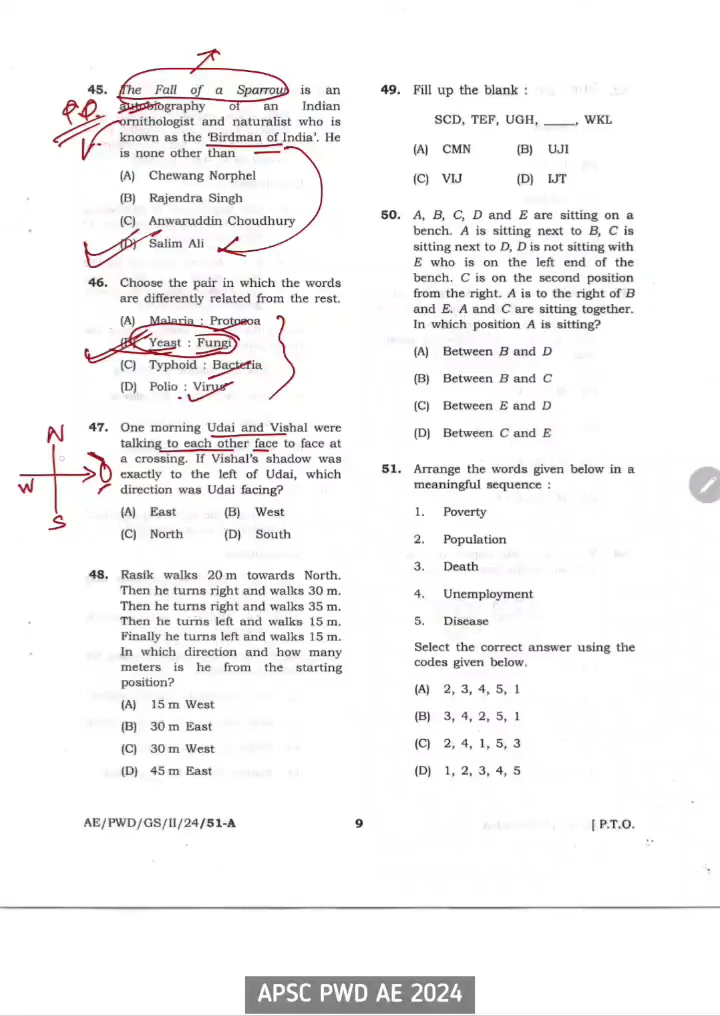 45. The Fall of a Sparrow is an
autobiography of an Indian
ornithologist and naturalist who is
known as the 'Birdman of India'. He
is none other than
(A) Chewang Norphel
(B) Rajendra Singh
(C) Anwaruddin Choudhury
(D) Salim Ali
46. Choose the pair in which the words
are differently related from the rest.
(A) Malaria : Protozoa
(B) Yeast : Fungi
(C) Typhoid : Bacteria
(D) Polio : Virus
N
W
S
47. One morning Udai and Vishal were
talking to each other face to face at
a crossing. If Vishal's shadow was
exactly to the left of Udai, which
direction was Udai facing?
(A) East (B) West
(C) North (D) South
48. Rasik walks 20 m towards North.
Then he turns right and walks 30 m.
Then he turns right and walks 35 m.
Then he turns left and walks 15 m.
Finally he turns left and walks 15 m.
In which direction and how many
meters is he from the starting
position?
(A) 15 m West
(B) 30 m East
(C) 30 m West
(D) 45 m East
49. Fill up the blank :
SCD, TEF, UGH, ____, WKL
(A) CMN (B) UJI
(C) VIJ (D) IJT
50. A, B, C, D and E are sitting on a
bench. A is sitting next to B, C is
sitting next to D, D is not sitting with
E who is on the left end of the
bench. C is on the second position
from the right. A is to the right of B
and E. A and C are sitting together.
In which position A is sitting?
(A) Between B and D
(B) Between B and C
(C) Between E and D
(D) Between C and E
51. Arrange the words given below in a
meaningful sequence :
1. Poverty
2. Population
3. Death
4. Unemployment
5. Disease
Select the correct answer using the
codes given below.
(A) 2, 3, 4, 5, 1
(B) 3, 4, 2, 5, 1
(C) 2, 4, 1, 5, 3
(D) 1, 2, 3, 4, 5
AE/PWD/GS/II/24/51-A
9
[ P.T.O.
APSC PWD AE 2024